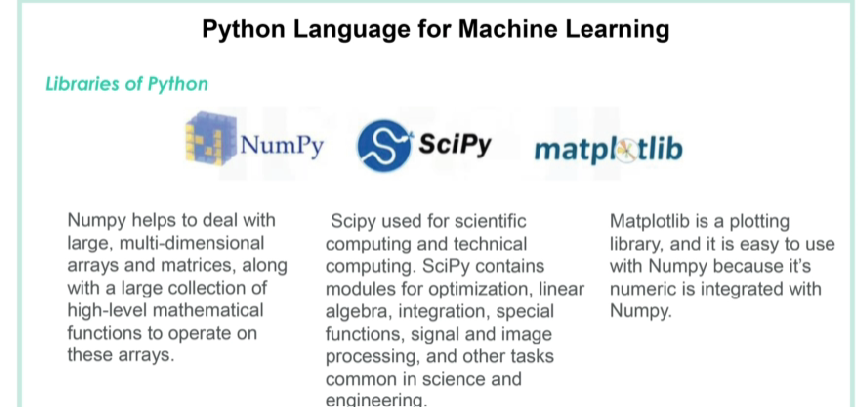 Python Language for Machine Learning
Libraries of Python
NumPy
SciPy
matplotlib
Numpy helps to deal with
large, multi-dimensional
arrays and matrices, along
with a large collection of
high-level mathematical
functions to operate on
these arrays.
Scipy used for scientific
computing and technical
computing. SciPy contains
modules for optimization, linear
algebra, integration, special
functions, signal and image
processing, and other tasks
common in science and
engineering.
Matplotlib is a plotting
library, and it is easy to use
with Numpy because it's
numeric is integrated with
Numpy.